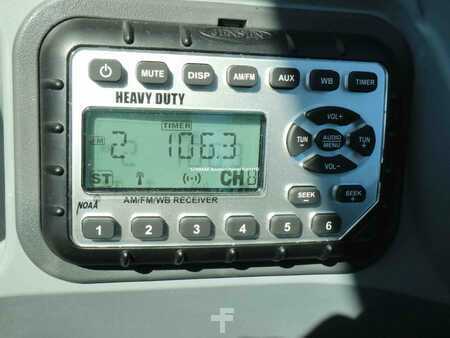 JENSEN
MUTE DISP AM/FM AUX WB TIMER
HEAVY DUTY
TIMER
FM 2 106.3
ST CH
VOL+
TUN - AUDIO MENU TUN +
VOL-
SEEK - SEEK +
NOAA
AM/FM/WB RECEIVER
1 2 3 4 5 6